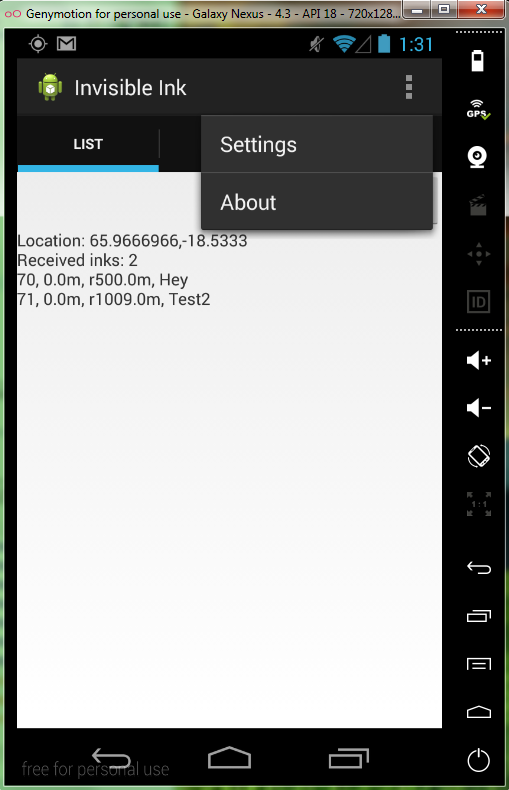 Genymotion for personal use - Galaxy Nexus - 4.3 - API 18 - 720x128...
1:31
Invisible Ink
LIST
Settings
About
GPS
ID
Location: 65.9666966,-18.5333
Received inks: 2
70, 0.0m, r500.0m, Hey
71, 0.0m, r1009.0m, Test2
1:1
free for personal use